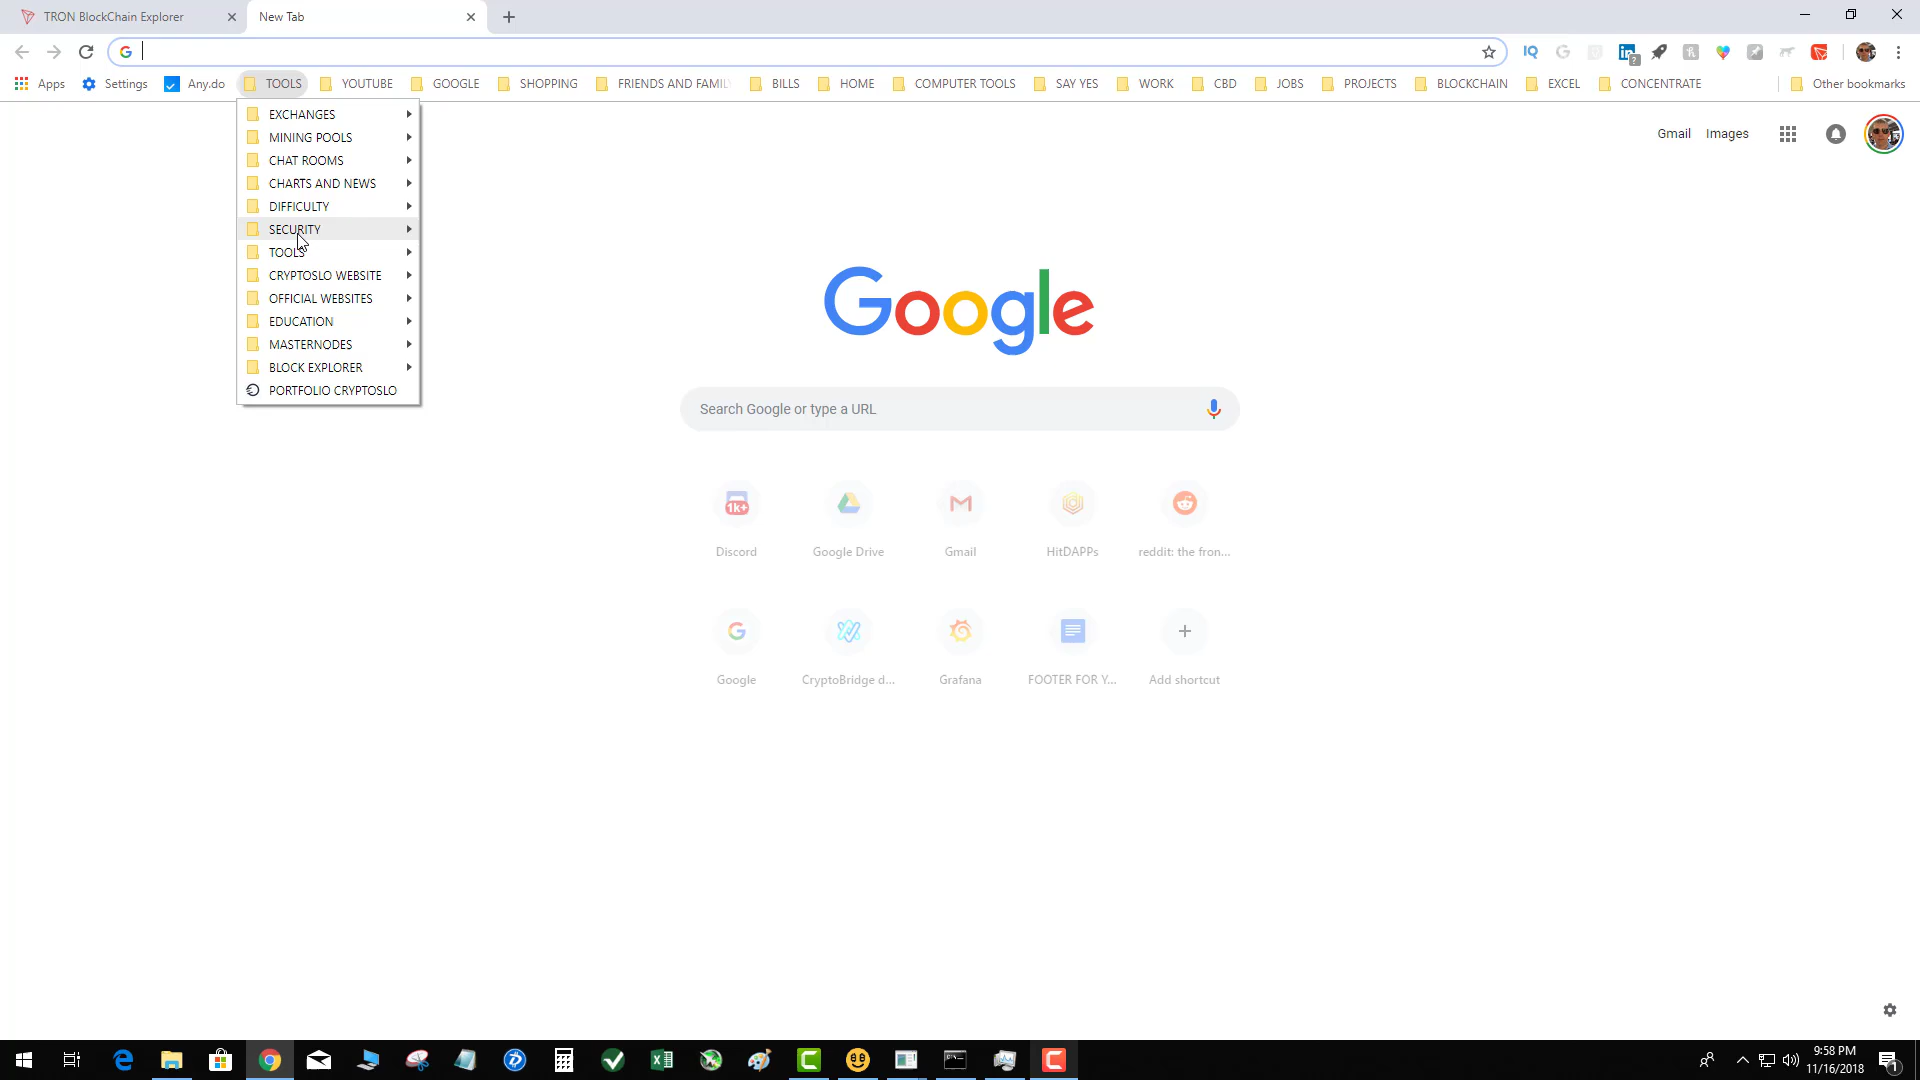 TRON BlockChain Explorer
New Tab
Apps Settings Any.do TOOLS YOUTUBE GOOGLE SHOPPING FRIENDS AND FAMIL BILLS HOME COMPUTER TOOLS SAY YES WORK CBD JOBS PROJECTS BLOCKCHAIN EXCEL CONCENTRATE Other bookmarks
EXCHANGES
MINING POOLS
CHAT ROOMS
CHARTS AND NEWS
DIFFICULTY
SECURITY
TOOLS
CRYPTOSLO WEBSITE
OFFICIAL WEBSITES
EDUCATION
MASTERNODES
BLOCK EXPLORER
PORTFOLIO CRYPTOSLO
Gmail Images
Google
Search Google or type a URL
1k+
Discord Google Drive Gmail HitDAPPs reddit: the fron...
Google CryptoBridge d... Grafana FOOTER FOR Y... Add shortcut
9:58 PM
11/16/2018
1